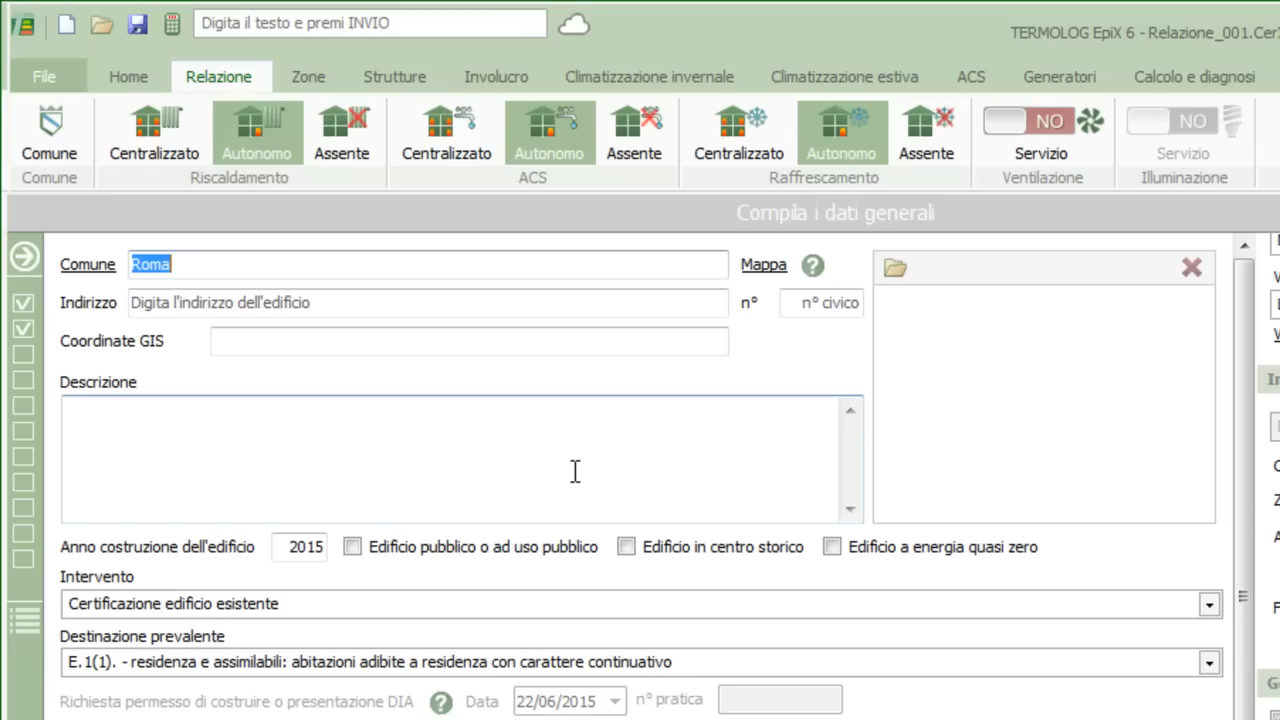 Digita il testo e premi INVIO
TERMOLOG EpiX 6 - Relazione_001.Cer
File Home Relazione Zone Strutture Involucro Climatizzazione invernale Climatizzazione estiva ACS Generatori Calcolo e diagnosi
NO NO
Comune Centralizzato Autonomo Assente Centralizzato Autonomo Assente Centralizzato Autonomo Assente Servizio Servizio
Comune Riscaldamento ACS Raffrescamento Ventilazione Illuminazione
Compila i dati generali
Comune Roma Mappa ?
Indirizzo Digita l'indirizzo dell'edificio n° n° civico
Coordinate GIS
Descrizione
Anno costruzione dell'edificio 2015 Edificio pubblico o ad uso pubblico Edificio in centro storico Edificio a energia quasi zero
Intervento
Certificazione edificio esistente
Destinazione prevalente
E.1(1). - residenza e assimilabili: abitazioni adibite a residenza con carattere continuativo
Richiesta permesso di costruire o presentazione DIA ? Data 22/06/2015 n° pratica